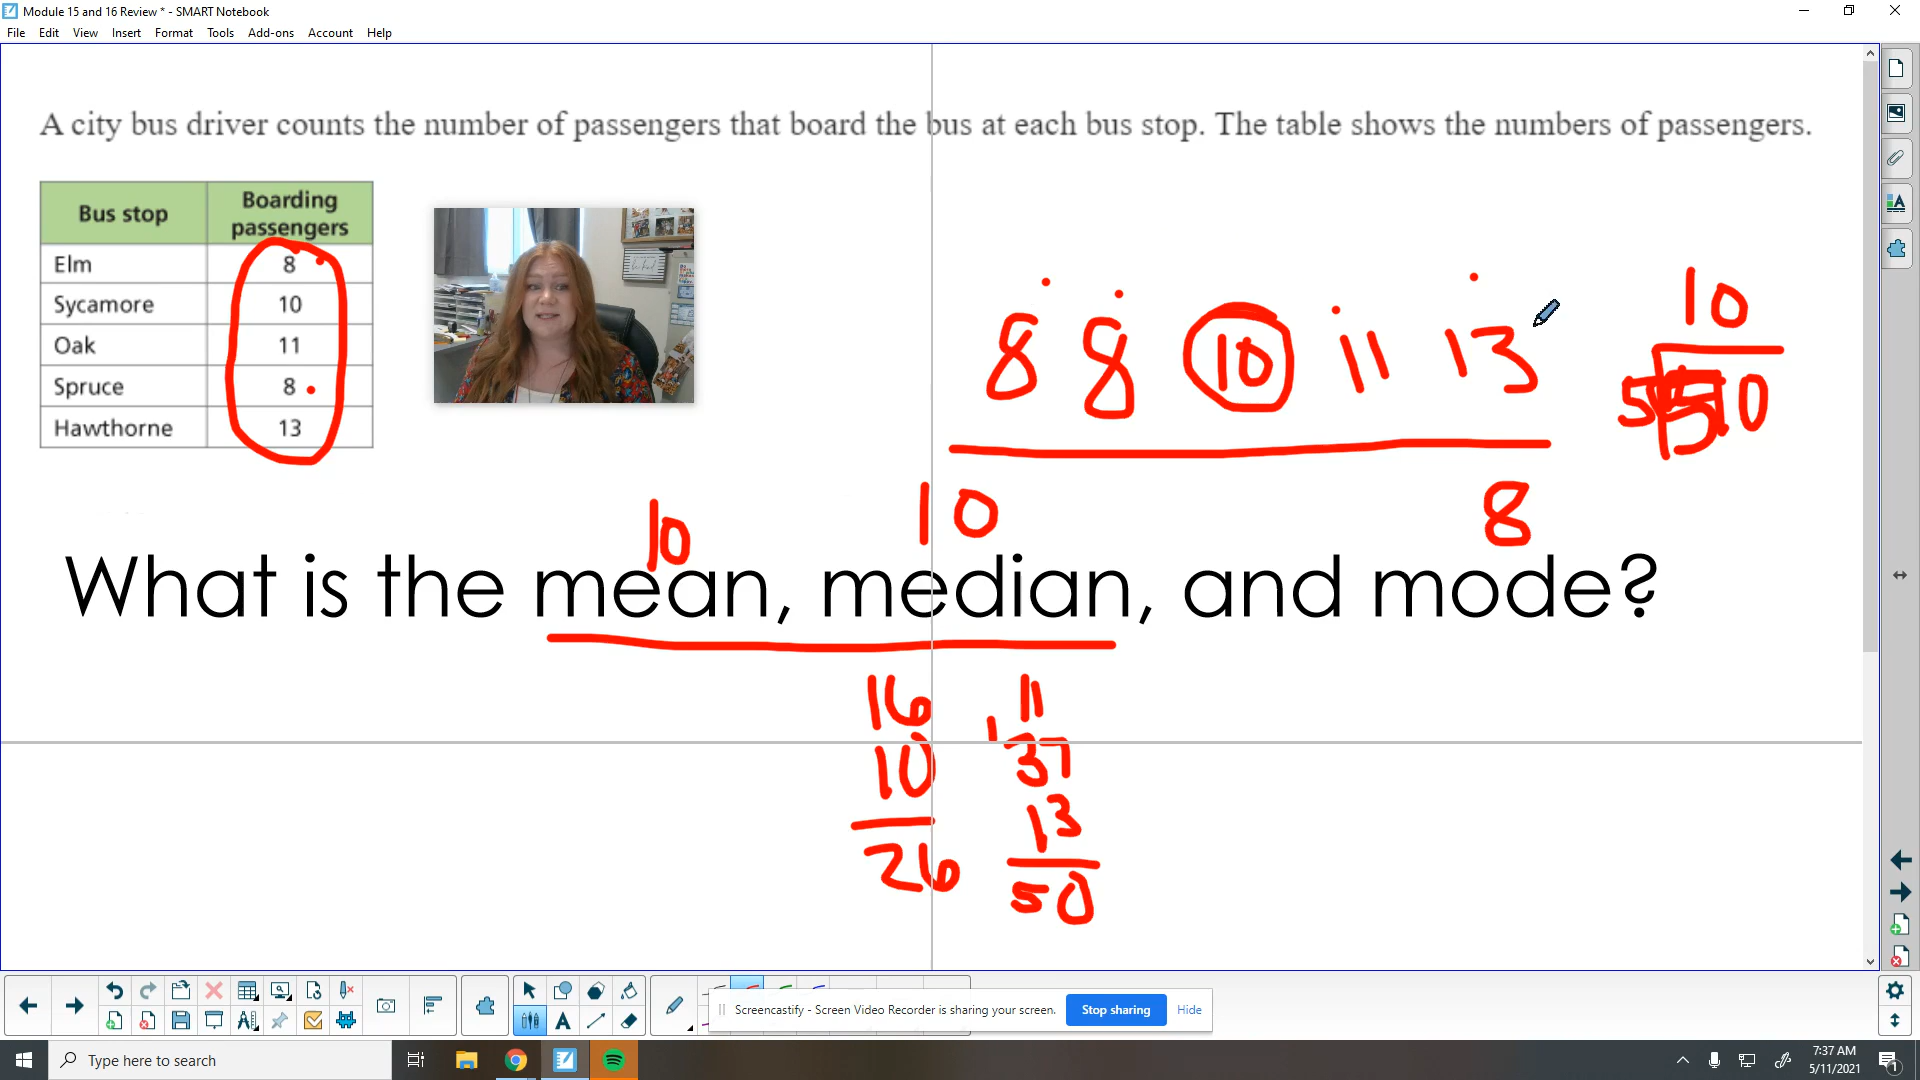 Module 15 and 16 Review * - SMART Notebook
File Edit View Insert Format Tools Add-ons Account Help
A city bus driver counts the number of passengers that board the bus at each bus stop. The table shows the numbers of passengers.
Bus stop Boarding passengers
Elm 8
Sycamore 10
Oak 11
Spruce 8
Hawthorne 13
8 8 10 11 13
10
10 10 8
What is the mean, median, and mode?
16 11
10 1 37
13
26 50
Screencastify - Screen Video Recorder is sharing your screen. Stop sharing Hide
Type here to search
7:37 AM
5/11/2021
1